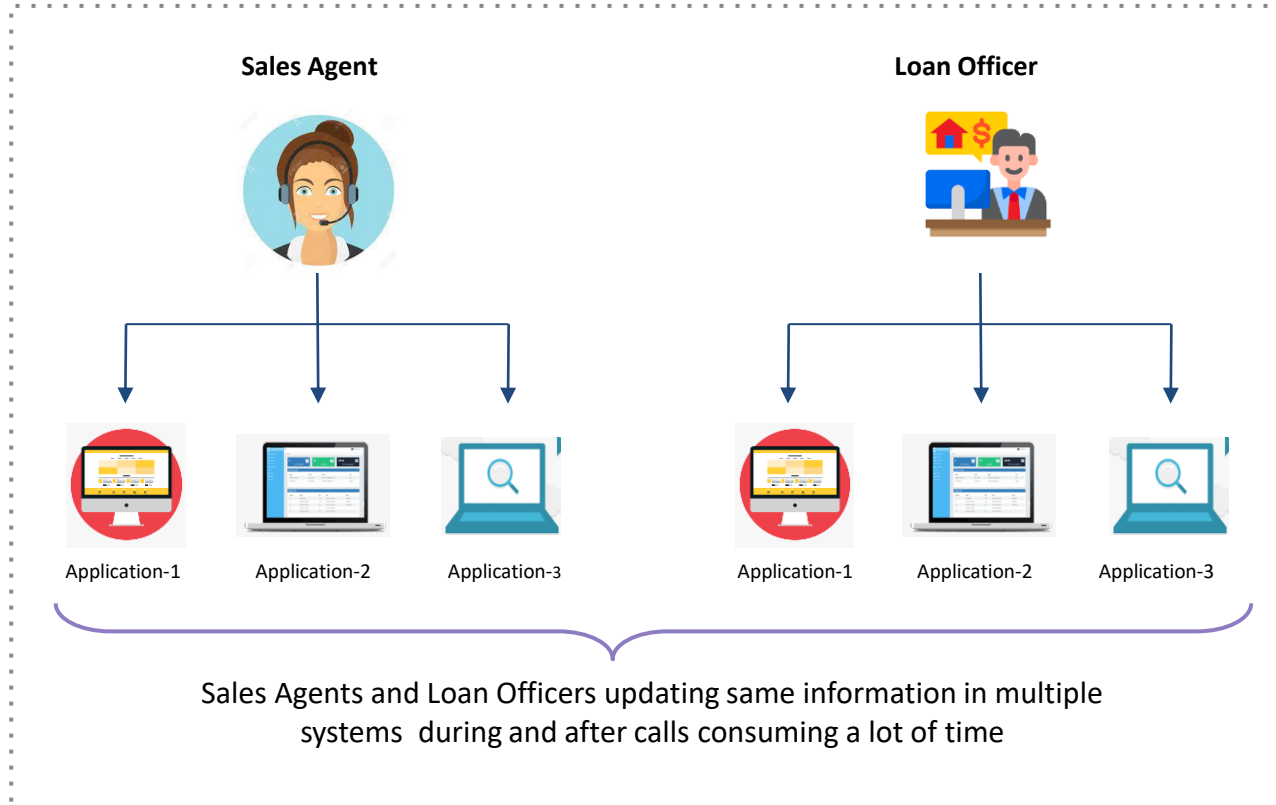 Sales Agent
Loan Officer
$
Application-1
Application-2
Application-3
Application-1
Application-2
Application-3
Sales Agents and Loan Officers updating same information in multiple
systems during and after calls consuming a lot of time